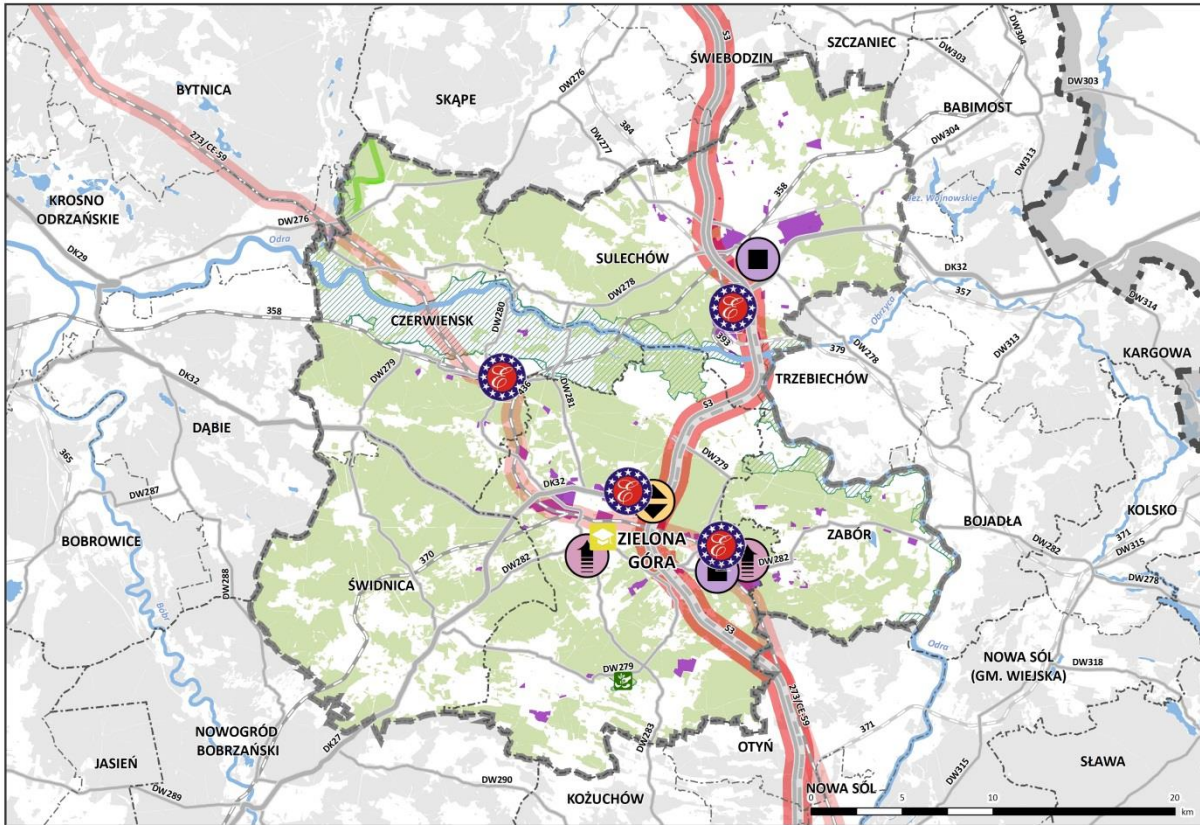 S3
SZCZANIEC
DW304
ŚWIEBODZIN
DW303
DW276
BYTNICA
SKĄPE
DW303
384
BABIMOST
DW277
DW304
273/CE-59
DW313
358
KROSNO
ODRZAŃSKIE
DW276
Jez. Wojnowskie
Odra
DK29
SULECHÓW
DW278
DK32
357
DW314
358
CZERWIEŃSK
DW280
Obrzyca
393
379
DW278
DW313
KARGOWA
DW279
TRZEBIECHÓW
DK32
436
DW281
S3
DĄBIE
365
DW279
DK32
DW287
ZIELONA
GÓRA
ZABÓR
BOJADŁA
KOLSKO
BOBROWICE
370
DW282
DW282
DW282
371
DW315
DW278
DW288
ŚWIDNICA
Bóbr
S3
Odra
DW279
NOWA SÓL
(GM. WIEJSKA)
DW318
273/CE-59
NOWOGRÓD
BOBRZAŃSKI
DW283
371
DK27
OTYŃ
JASIEŃ
DW315
SŁAWA
DW290
DW289
KOŻUCHÓW
NOWA SÓL
0 5 10 20
km